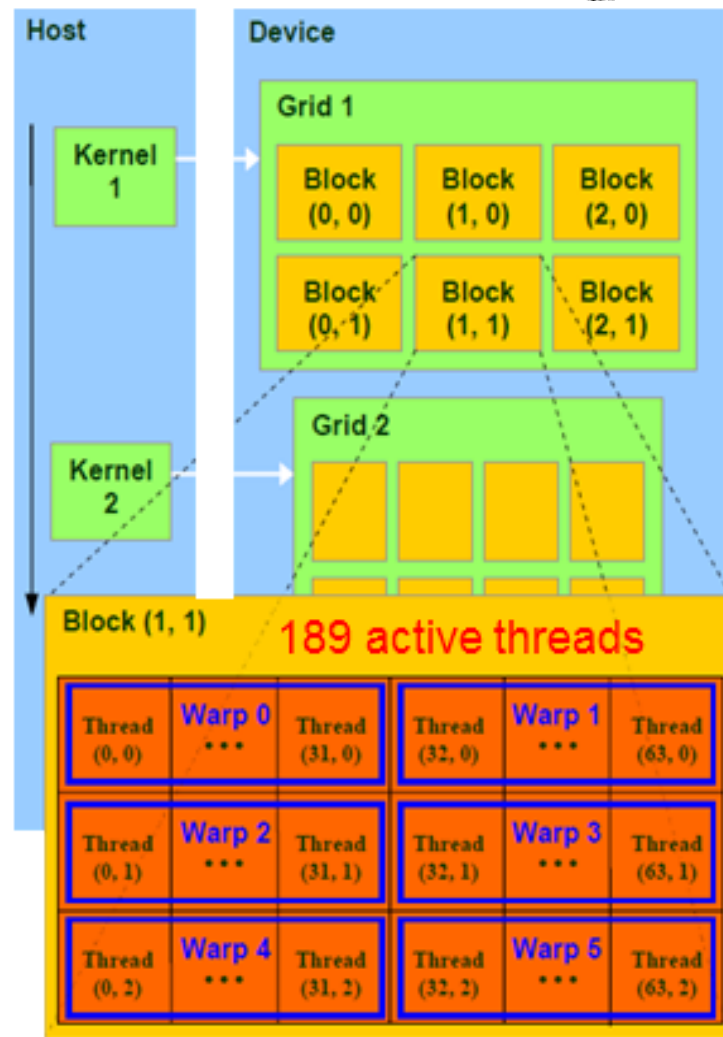 Host
Device
Grid 1
Kernel
1
Block
(0, 0)
Block
(1, 0)
Block
(2, 0)
Block
(0, 1)
Block
(1, 1)
Block
(2, 1)
Grid 2
Kernel
2
Block (1, 1)
189 active threads
Thread
(0, 0)
Warp 0
•••
Thread
(31, 0)
Thread
(32, 0)
Warp 1
•••
Thread
(63, 0)
Thread
(0, 1)
Warp 2
•••
Thread
(31, 1)
Thread
(32, 1)
Warp 3
•••
Thread
(63, 1)
Thread
(0, 2)
Warp 4
•••
Thread
(31, 2)
Thread
(32, 2)
Warp 5
•••
Thread
(63, 2)